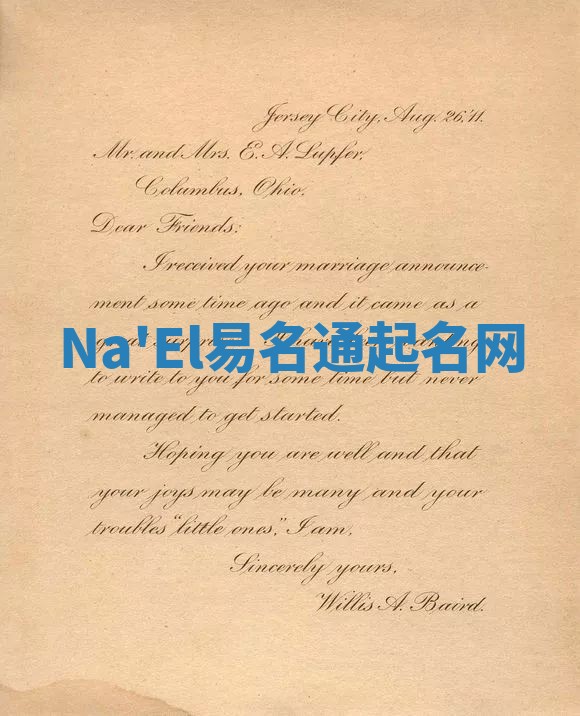 Jersey City, Aug. 26, '11.
Mr. and Mrs. E. A. Lupfer,
Columbus, Ohio.
Dear Friends:
I received your marriage announce-
ment some time ago and it came as a
Na'El易名通起名网
to write to you for some time but never
managed to get started.
Hoping you are well and that
your joys may be many and your
troubles "little ones," I am,
Sincerely yours,
Willis A. Baird.